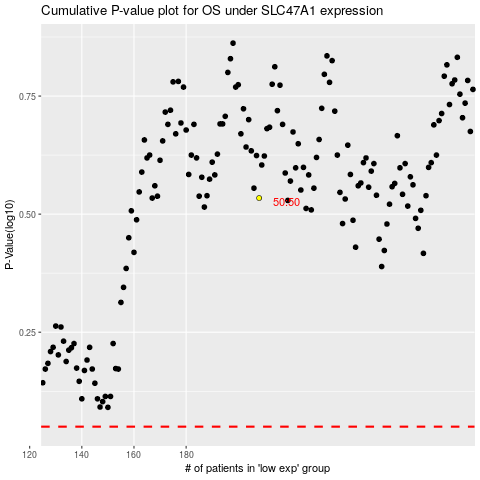 Cumulative P-value plot for OS under SLC47A1 expression
P-Value(log10)
0.75
0.50
0.25
50:50
120 140 160 180
# of patients in 'low exp' group